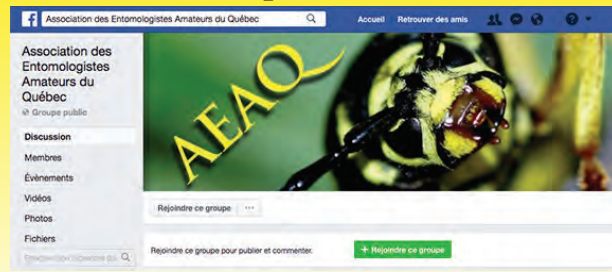 Association des Entomologistes Amateurs du Québec
Accueil Retrouver des amis
Association des
Entomologistes
Amateurs du
Québec
Groupe public
Discussion
Membres
Évènements
Vidéos
Photos
Fichiers
AEAQ
Rejoindre ce groupe ...
Rejoindre ce groupe pour publier et commenter.
+ Rejoindre ce groupe